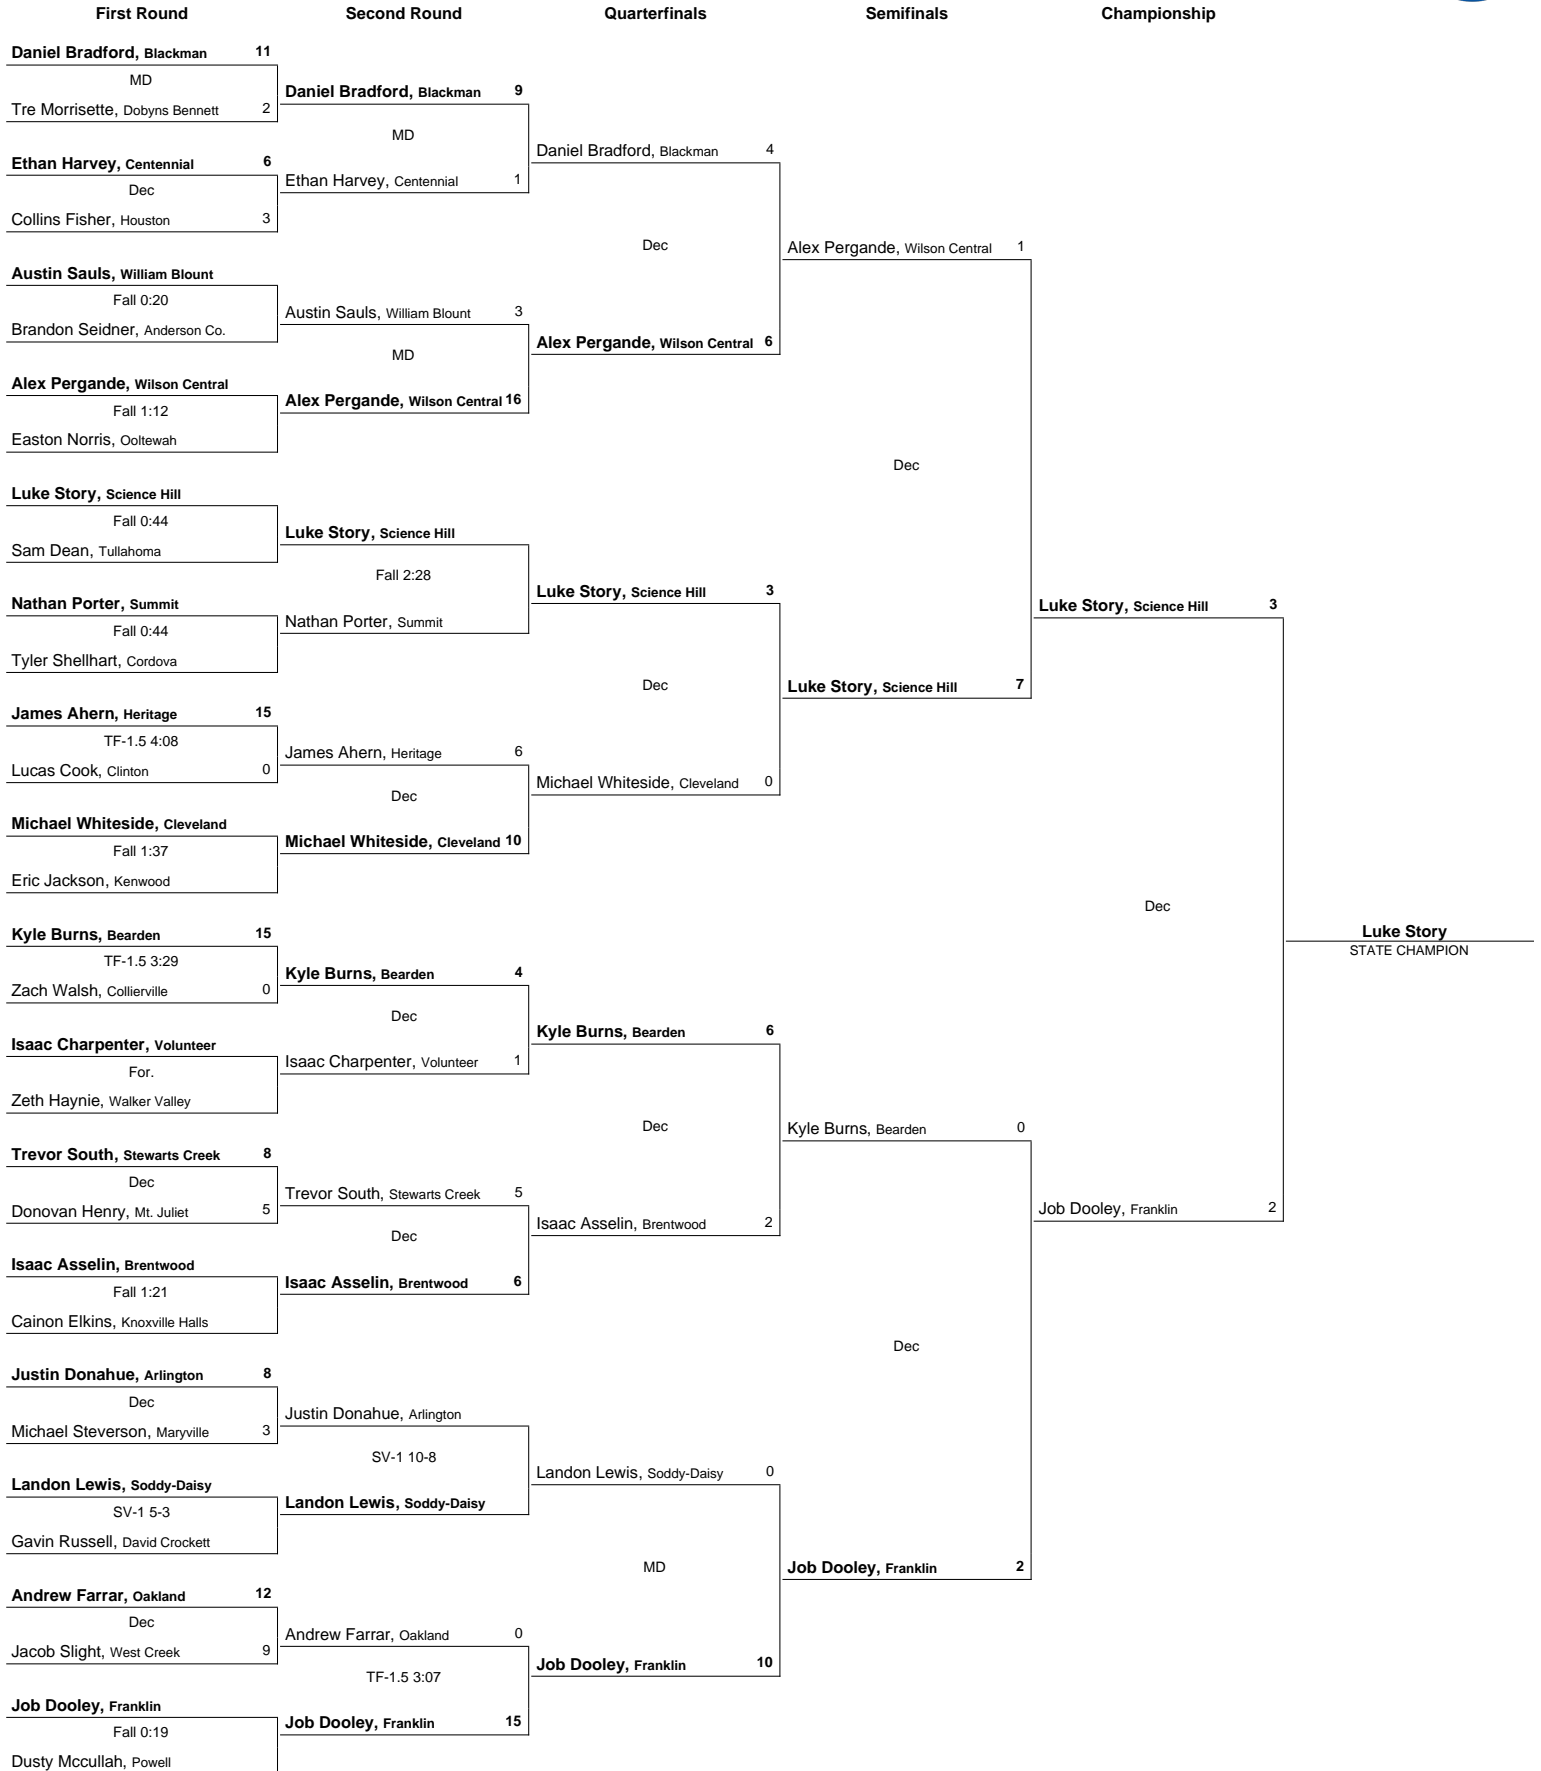 First Round Second Round Quarterfinals Semifinals Championship
Daniel Bradford, Blackman 11
MD
Tre Morrisette, Dobyns Bennett 2
Ethan Harvey, Centennial 6
Dec
Collins Fisher, Houston 3
Austin Sauls, William Blount
Fall 0:20
Brandon Seidner, Anderson Co.
Alex Pergande, Wilson Central
Fall 1:12
Easton Norris, Ooltewah
Luke Story, Science Hill
Fall 0:44
Sam Dean, Tullahoma
Nathan Porter, Summit
Fall 0:44
Tyler Shellhart, Cordova
James Ahern, Heritage 15
TF-1.5 4:08
Lucas Cook, Clinton 0
Michael Whiteside, Cleveland
Fall 1:37
Eric Jackson, Kenwood
Kyle Burns, Bearden 15
TF-1.5 3:29
Zach Walsh, Collierville 0
Isaac Charpenter, Volunteer
For.
Zeth Haynie, Walker Valley
Trevor South, Stewarts Creek 8
Dec
Donovan Henry, Mt. Juliet 5
Isaac Asselin, Brentwood
Fall 1:21
Cainon Elkins, Knoxville Halls
Justin Donahue, Arlington 8
Dec
Michael Steverson, Maryville 3
Landon Lewis, Soddy-Daisy
SV-1 5-3
Gavin Russell, David Crockett
Andrew Farrar, Oakland 12
Dec
Jacob Slight, West Creek 9
Job Dooley, Franklin
Fall 0:19
Dusty Mccullah, Powell
Daniel Bradford, Blackman 9
MD
Ethan Harvey, Centennial 1
Austin Sauls, William Blount 3
MD
Alex Pergande, Wilson Central 16
Luke Story, Science Hill
Fall 2:28
Nathan Porter, Summit
James Ahern, Heritage 6
Dec
Michael Whiteside, Cleveland 10
Kyle Burns, Bearden 4
Dec
Isaac Charpenter, Volunteer 1
Trevor South, Stewarts Creek 5
Dec
Isaac Asselin, Brentwood 6
Justin Donahue, Arlington
SV-1 10-8
Landon Lewis, Soddy-Daisy
Andrew Farrar, Oakland 0
TF-1.5 3:07
Job Dooley, Franklin 15
Daniel Bradford, Blackman 4
Dec
Alex Pergande, Wilson Central 6
Luke Story, Science Hill 3
Dec
Michael Whiteside, Cleveland 0
Kyle Burns, Bearden 6
Dec
Isaac Asselin, Brentwood 2
Landon Lewis, Soddy-Daisy 0
MD
Job Dooley, Franklin 10
Alex Pergande, Wilson Central 1
Dec
Luke Story, Science Hill 7
Kyle Burns, Bearden 0
Dec
Job Dooley, Franklin 2
Luke Story, Science Hill 3
Dec
Job Dooley, Franklin 2
Luke Story
STATE CHAMPION